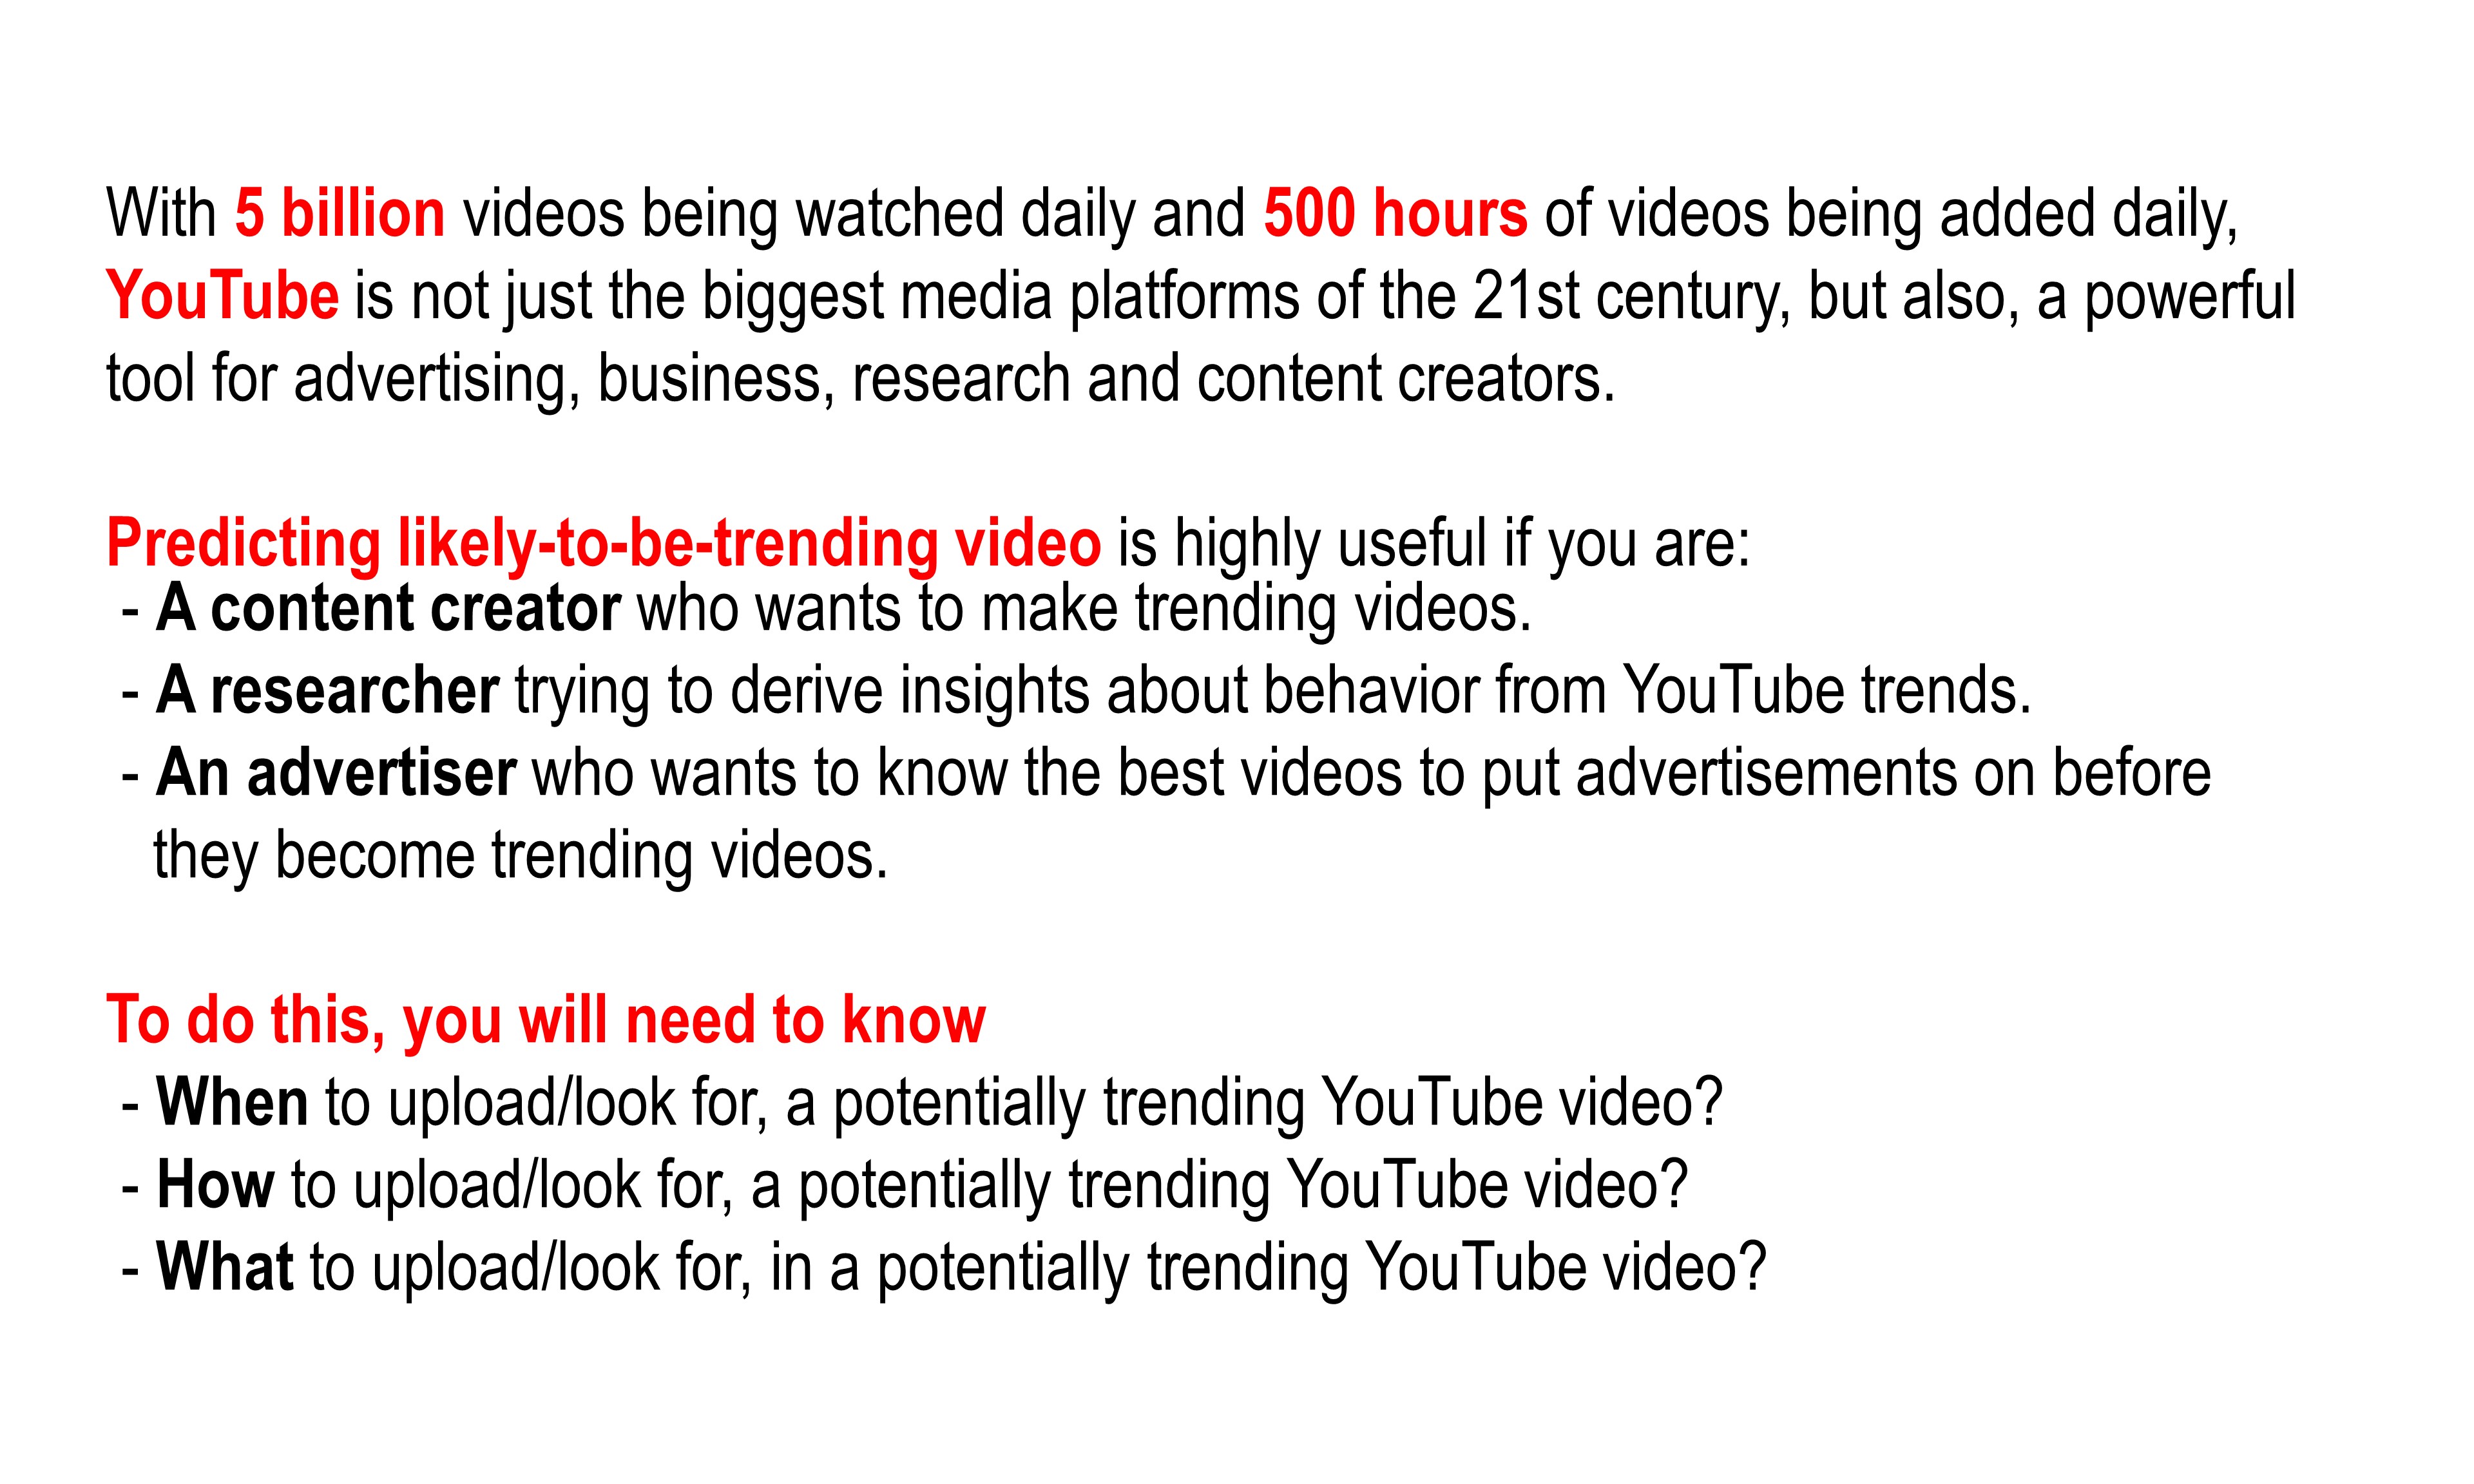 With 5 billion videos being watched daily and 500 hours of videos being added daily,
YouTube is not just the biggest media platforms of the 21st century, but also, a powerful
tool for advertising, business, research and content creators.
Predicting likely-to-be-trending video is highly useful if you are:
- A content creator who wants to make trending videos.
- A researcher trying to derive insights about behavior from YouTube trends.
- An advertiser who wants to know the best videos to put advertisements on before
they become trending videos.
To do this, you will need to know
- When to upload/look for, a potentially trending YouTube video?
- How to upload/look for, a potentially trending YouTube video?
- What to upload/look for, in a potentially trending YouTube video?